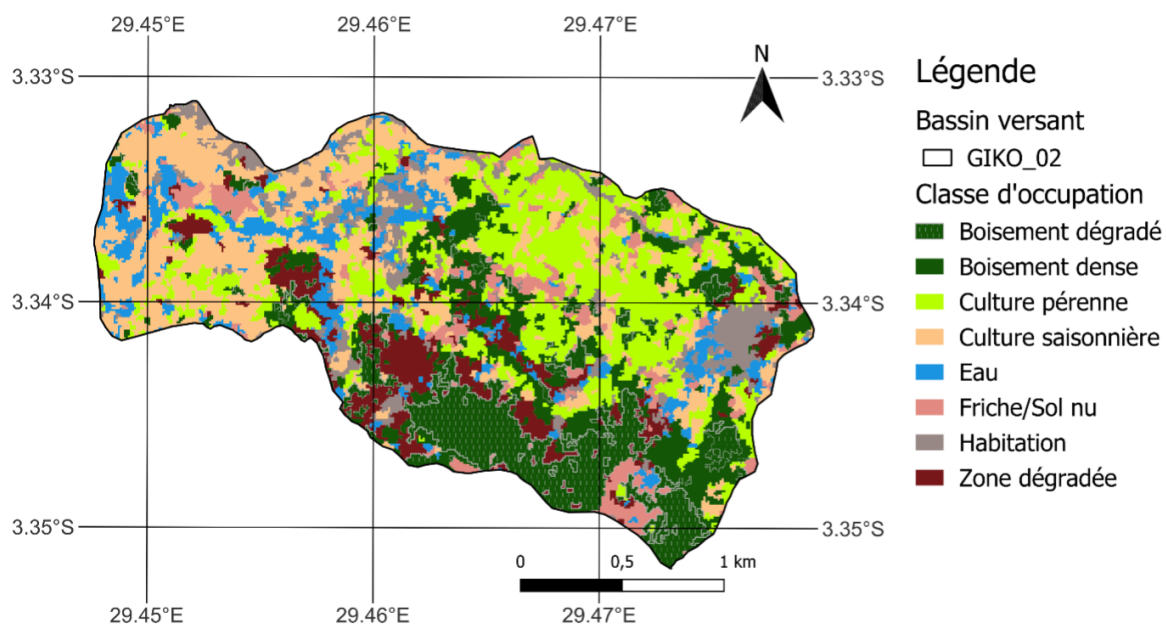 29.45°E 29.46°E 29.47°E
3.33°S 3.33°S
N
3.34°S 3.34°S
3.35°S 3.35°S
0 0,5 1 km
29.45°E 29.46°E 29.47°E
Légende
Bassin versant
GIKO_02
Classe d'occupation
Boisement dégradé
Boisement dense
Culture pérenne
Culture saisonnière
Eau
Friche/Sol nu
Habitation
Zone dégradée